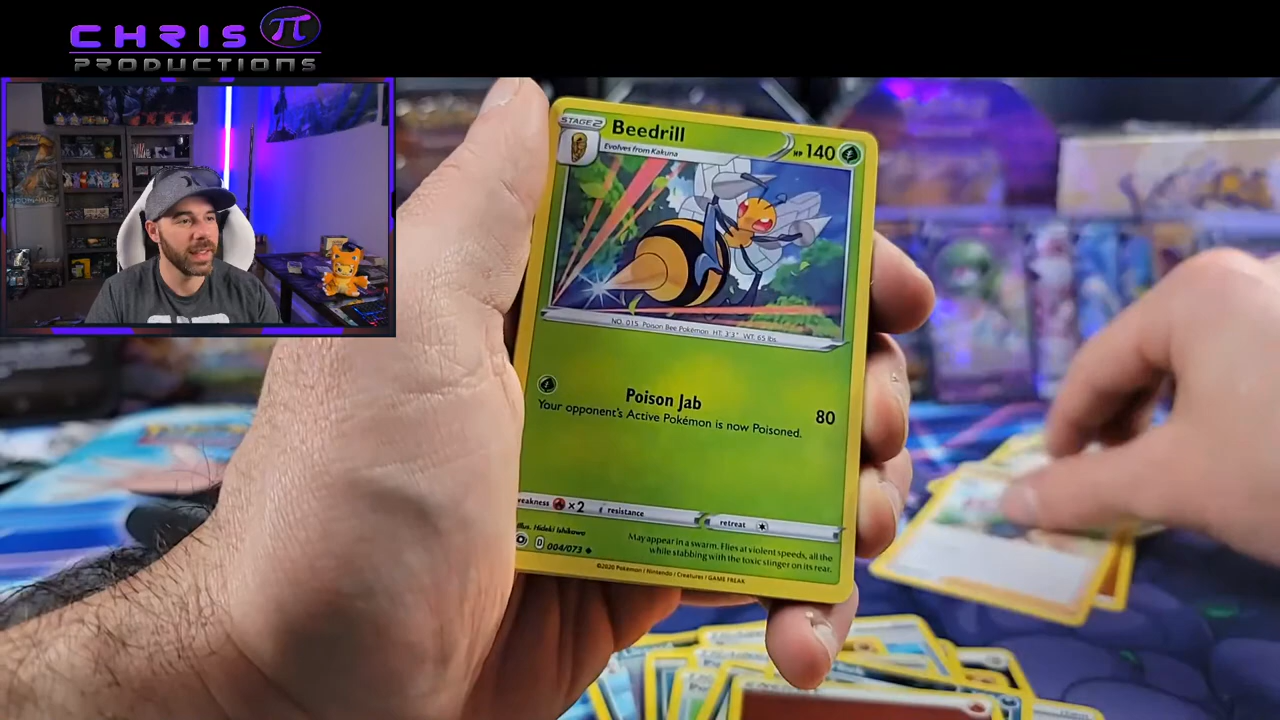 CHRIS π
PRODUCTIONS
STAGE 2
Beedrill
HP 140
Evolves from Kakuna
NO. 015 Poison Bee Pokémon HT: 3'3" WT: 65 lbs.
Poison Jab 80
Your opponent's Active Pokémon is now Poisoned.
weakness ×2 resistance retreat
Illus. Hideki Ishikawa
D 004/073
May appear in a swarm. Flies at violent speeds, all the
while stabbing with the toxic stinger on its rear.
©2020 Pokémon / Nintendo / Creatures / GAME FREAK